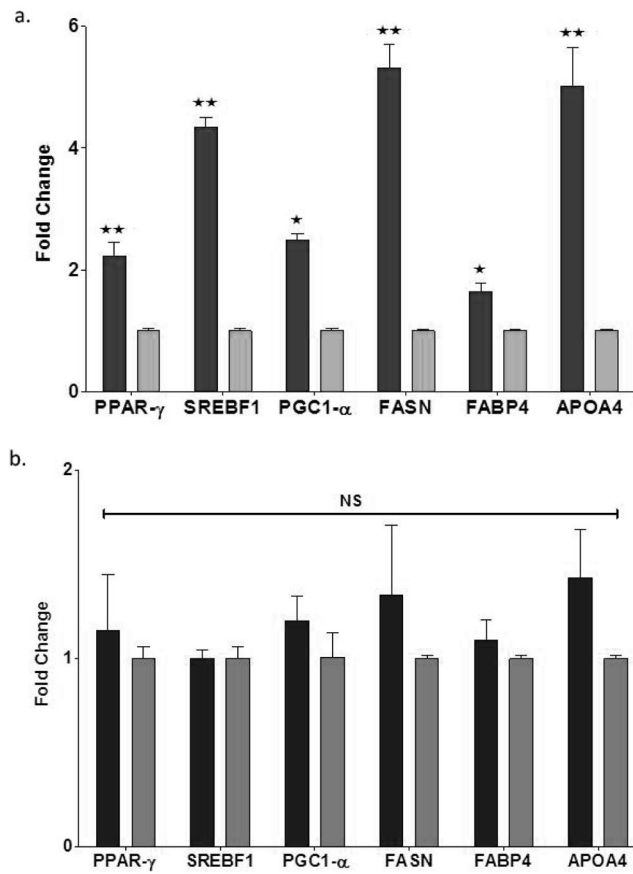 a.
6
★★
★★
★★
★★
★
★
4
2
0
Fold Change
PPAR-γ SREBF1 PGC1-α FASN FABP4 APOA4
b.
2
NS
1
0
Fold Change
PPAR-γ SREBF1 PGC1-α FASN FABP4 APOA4